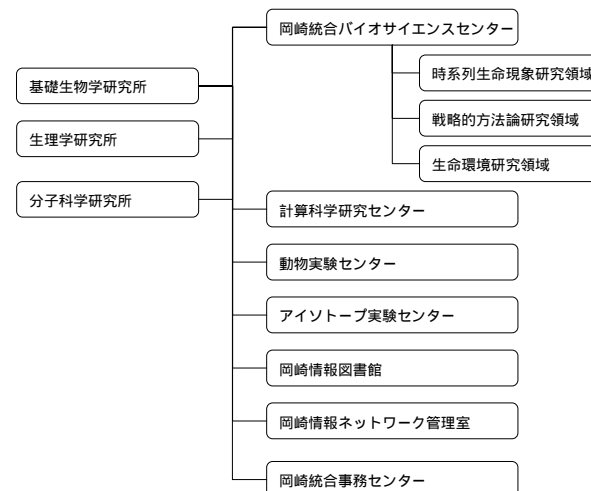 基礎生物学研究所
生理学研究所
分子科学研究所
岡崎統合バイオサイエンスセンター
時系列生命現象研究領域
戦略的方法論研究領域
生命環境研究領域
計算科学研究センター
動物実験センター
アイソトープ実験センター
岡崎情報図書館
岡崎情報ネットワーク管理室
岡崎統合事務センター